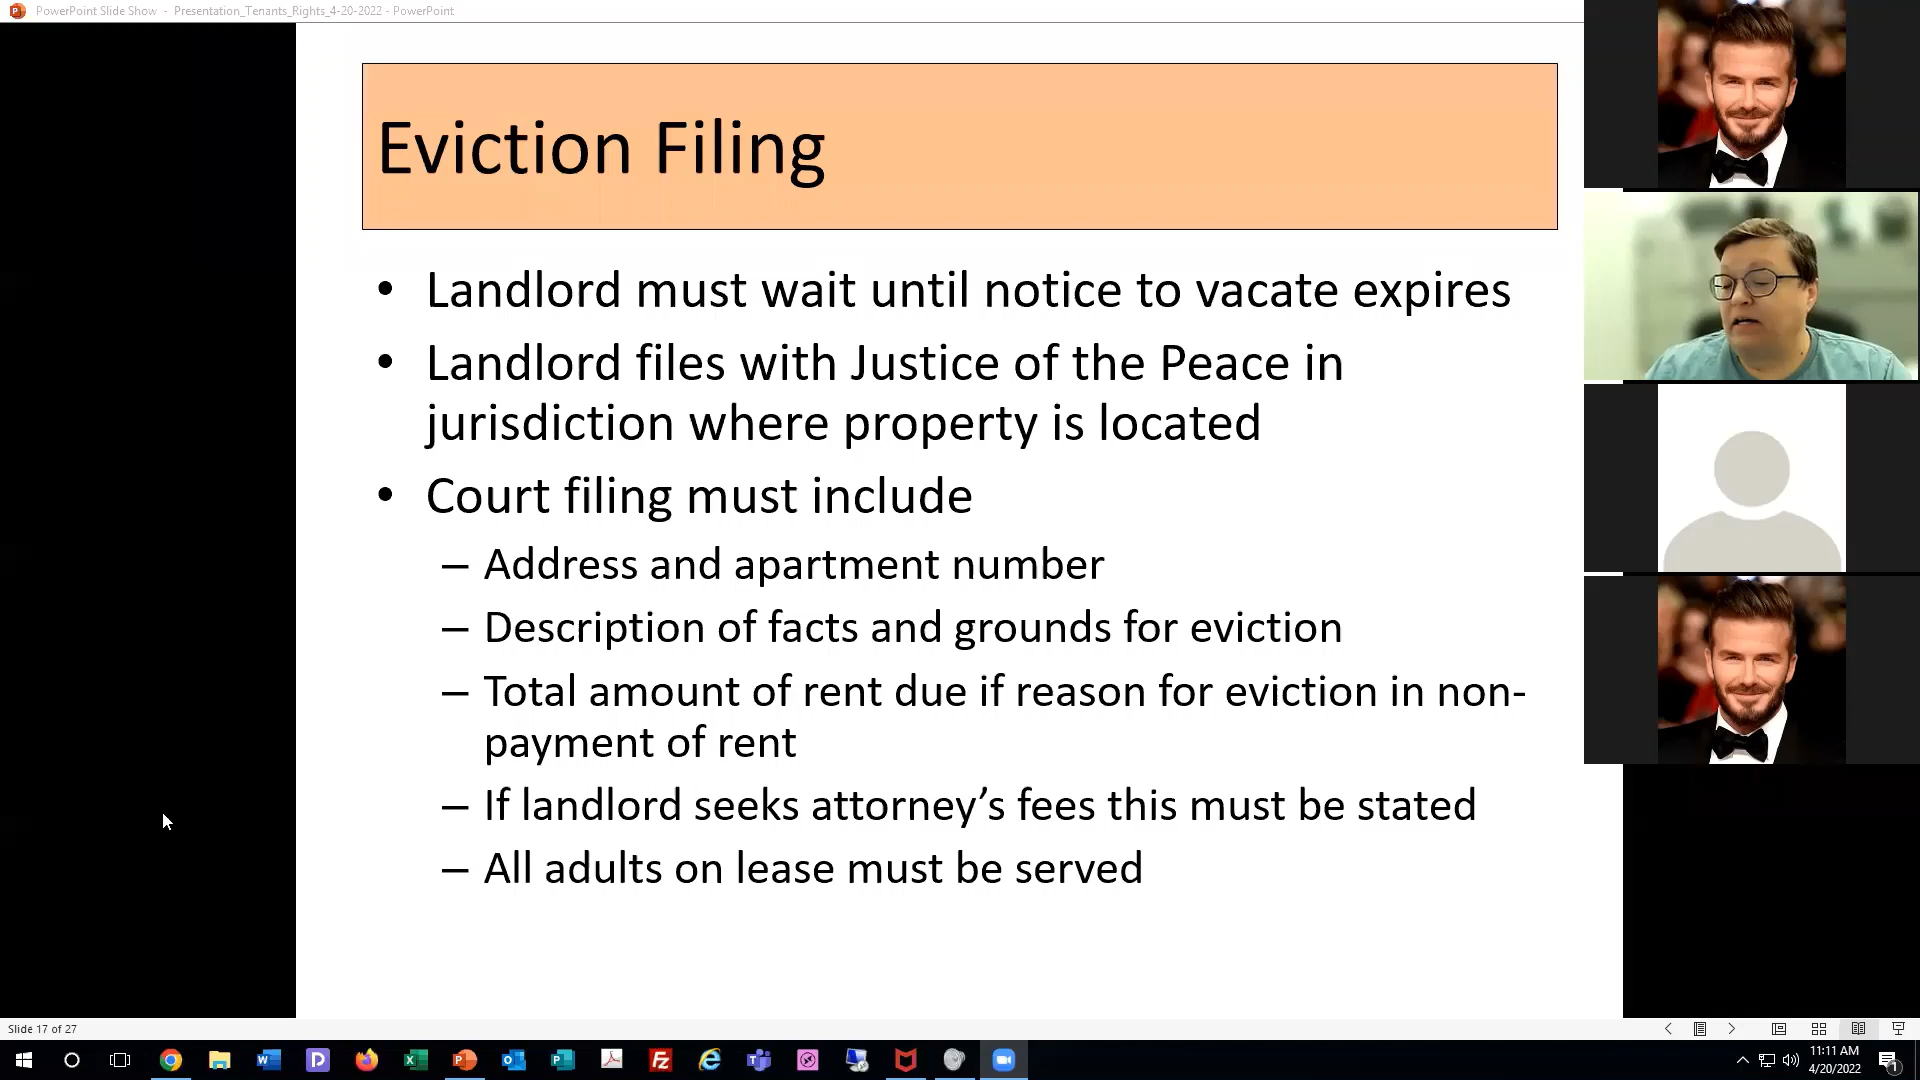 PowerPoint Slide Show - Presentation_Tenants_Rights_4-20-2022 - PowerPoint
Eviction Filing
• Landlord must wait until notice to vacate expires
• Landlord files with Justice of the Peace in
jurisdiction where property is located
• Court filing must include
– Address and apartment number
– Description of facts and grounds for eviction
– Total amount of rent due if reason for eviction in non-
payment of rent
– If landlord seeks attorney’s fees this must be stated
– All adults on lease must be served
Slide 17 of 27
11:11 AM
4/20/2022
1